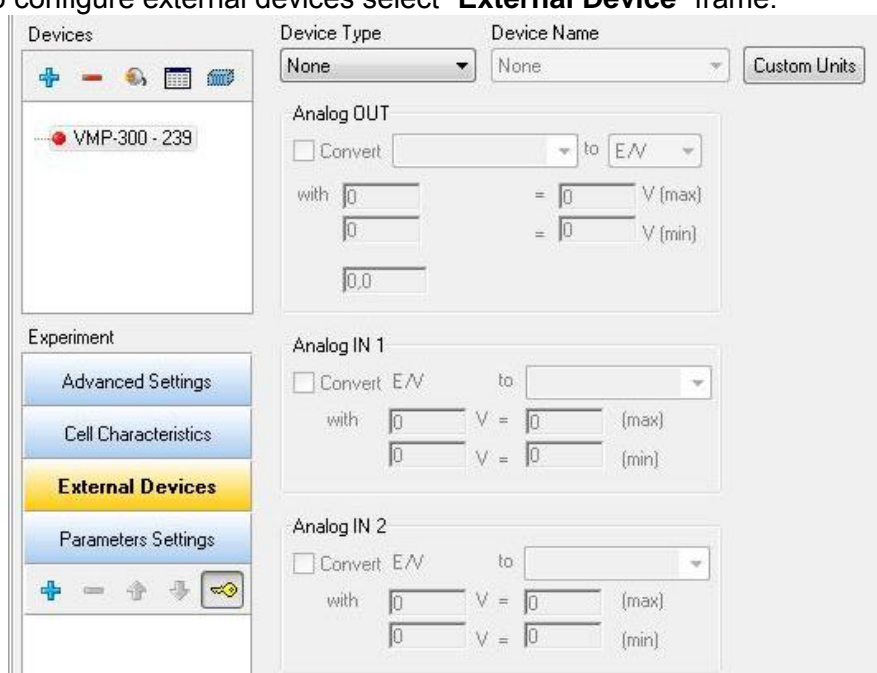 o configure external devices select "External Device" frame.
Devices
VMP-300 - 239
Experiment
Advanced Settings
Cell Characteristics
External Devices
Parameters Settings
Device Type Device Name
None None Custom Units
Analog OUT
Convert to E/V
with 0 = 0 V (max)
0 = 0 V (min)
0,0
Analog IN 1
Convert E/V to
with 0 V = 0 (max)
0 V = 0 (min)
Analog IN 2
Convert E/V to
with 0 V = 0 (max)
0 V = 0 (min)